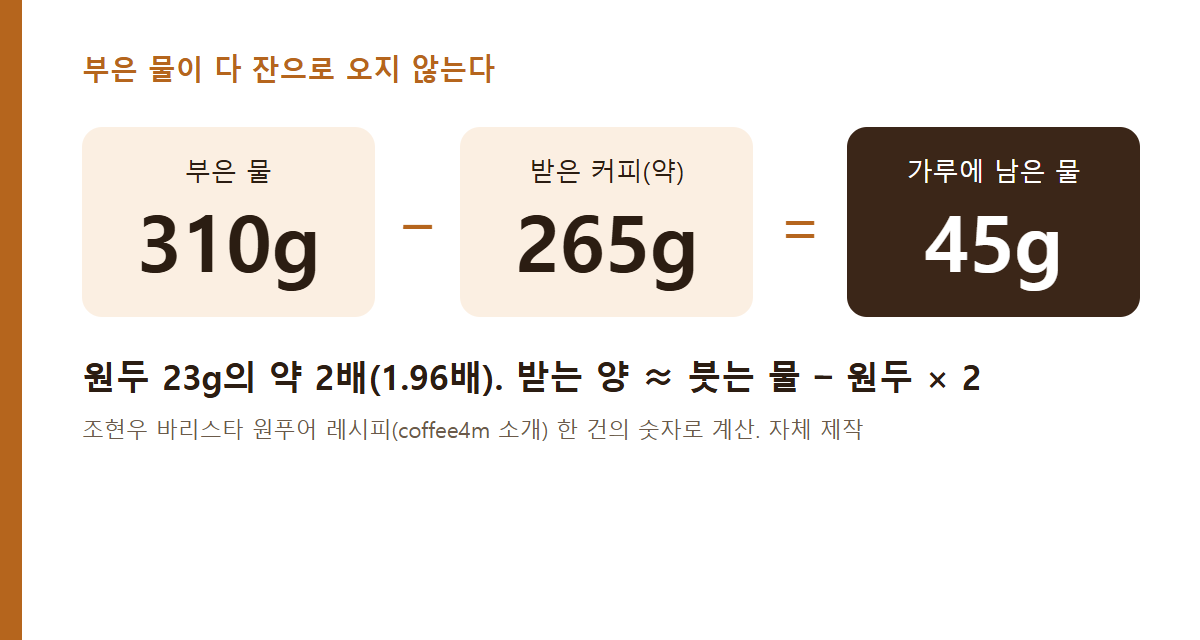 부은 물이 다 잔으로 오지 않는다
부은 물
310g
−
받은 커피(약)
265g
=
가루에 남은 물
45g
원두 23g의 약 2배(1.96배). 받는 양 ≈ 붓는 물 − 원두 × 2
조현우 바리스타 원푸어 레시피(coffee4m 소개) 한 건의 숫자로 계산. 자체 제작